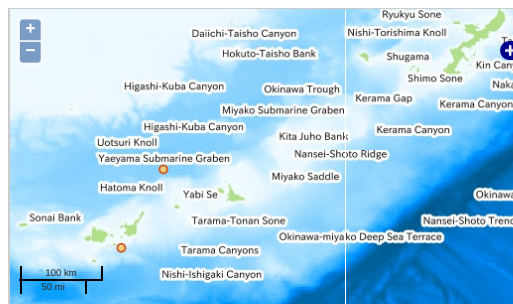 Ryukyu Sone
+
−
Daiichi-Taisho Canyon
Nishi-Torishima Knoll
Hokuto-Taisho Bank
Shugama
Kin Can
Shimo Sone
Higashi-Kuba Canyon
Okinawa Trough
Naka
Kerama Gap
Kerama Canyon
Miyako Submarine Graben
Higashi-Kuba Canyon
Kerama Canyon
Kita Juho Bank
Uotsuri Knoll
Nansei-Shoto Ridge
Yaeyama Submarine Graben
Miyako Saddle
Hatoma Knoll
Yabi Se
Okinawa
Sonai Bank
Tarama-Tonan Sone
Nansei-Shoto Trenc
Okinawa-miyako Deep Sea Terrace
Tarama Canyons
Nishi-Ishigaki Canyon
100 km
50 mi